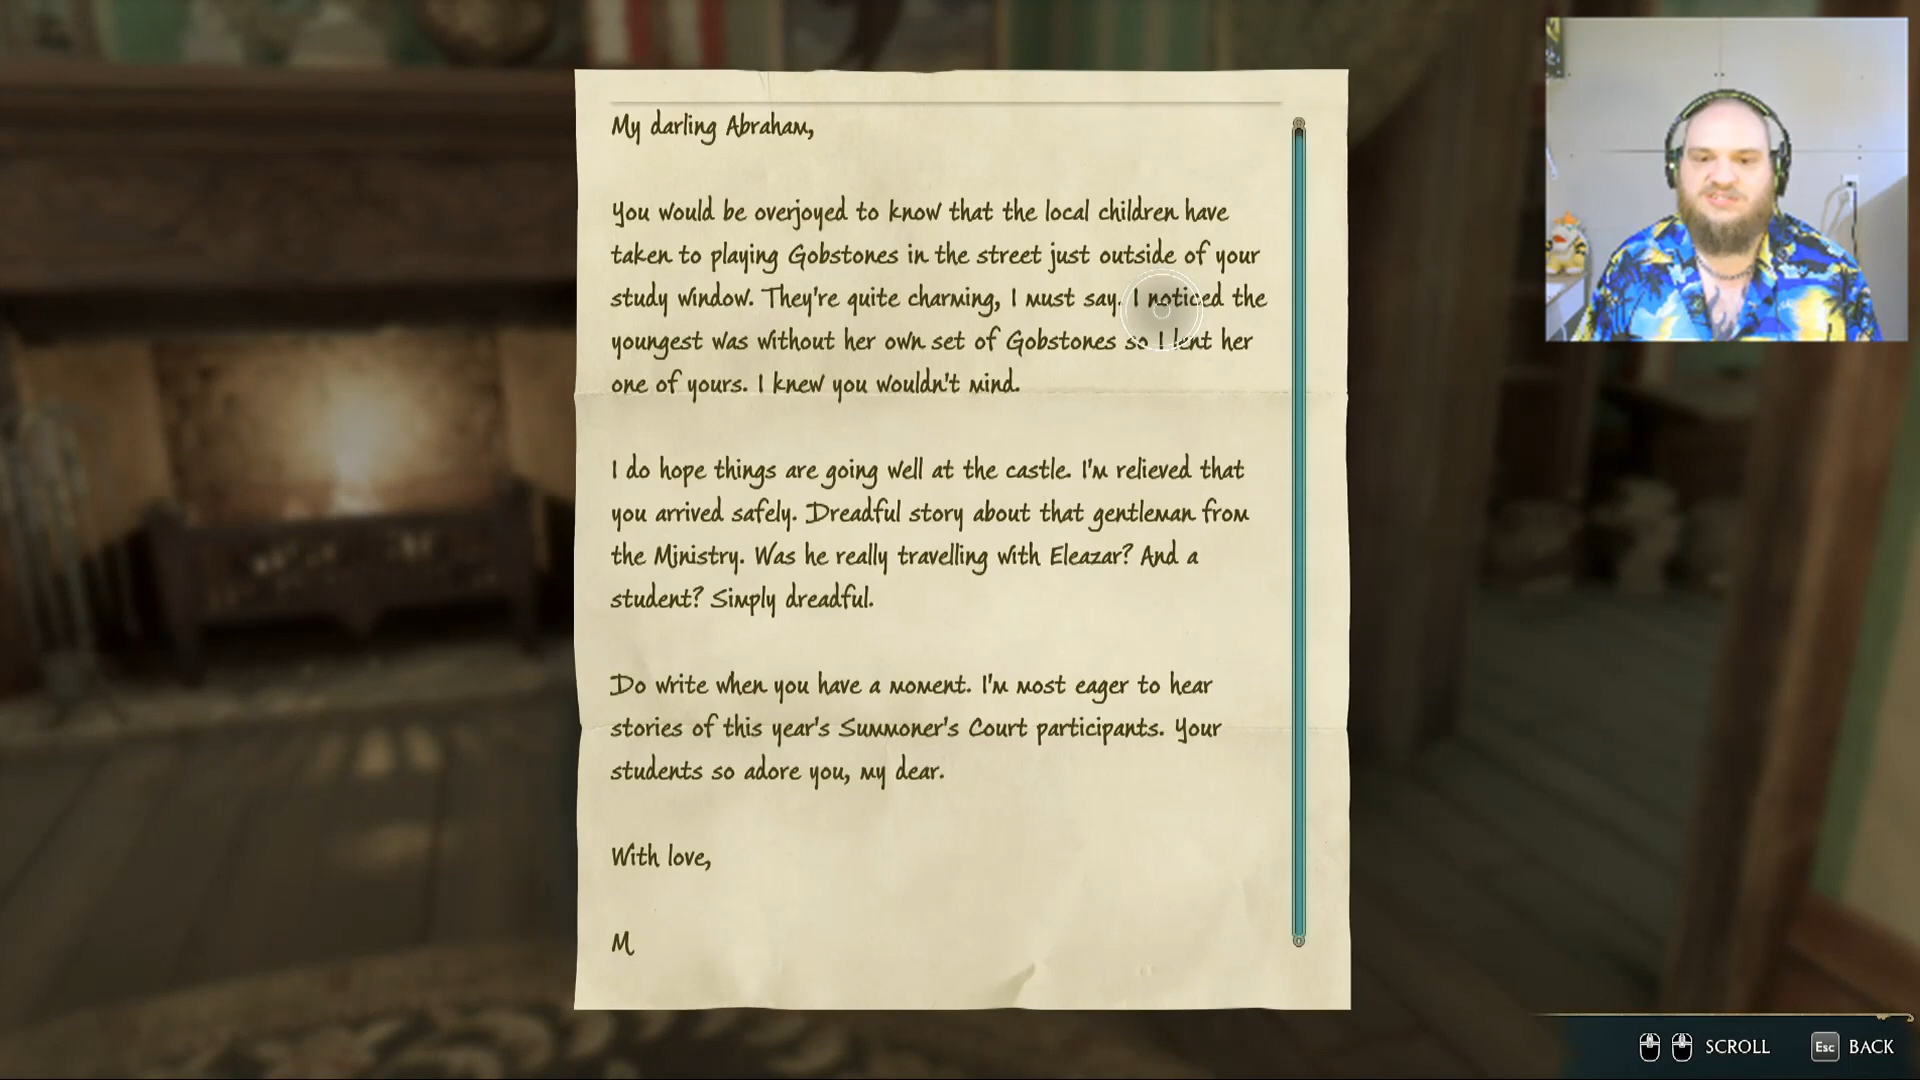 My darling Abraham,
You would be overjoyed to know that the local children have
taken to playing Gobstones in the street just outside of your
study window. They're quite charming, I must say. I noticed the
youngest was without her own set of Gobstones so I lent her
one of yours. I knew you wouldn't mind.
I do hope things are going well at the castle. I'm relieved that
you arrived safely. Dreadful story about that gentleman from
the Ministry. Was he really travelling with Eleazar? And a
student? Simply dreadful.
Do write when you have a moment. I'm most eager to hear
stories of this year's Summoner's Court participants. Your
students so adore you, my dear.
With love,
M
SCROLL
Esc BACK